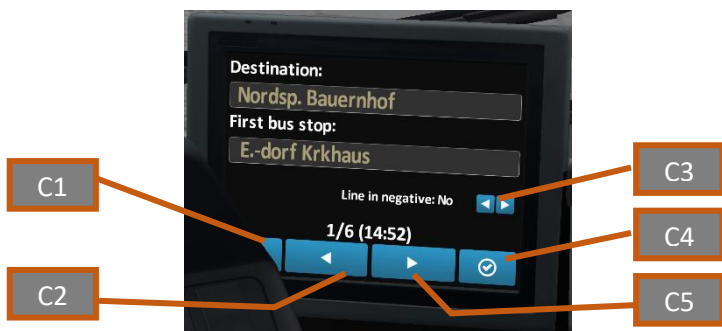 Destination:
Nordsp. Bauernhof
First bus stop:
E.-dorf Krkhaus
C1
Line in negative: No
C3
1/6 (14:52)
C4
C2
C5